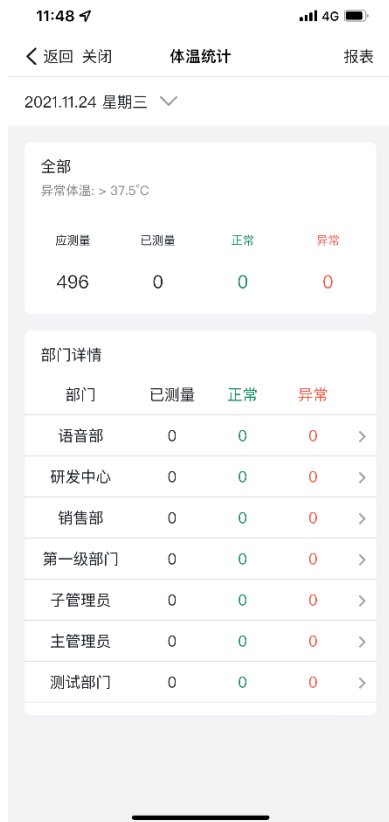 11:48 4G
返回 关闭 体温统计 报表
2021.11.24 星期三
全部
异常体温: > 37.5°C
应测量 已测量 正常 异常
496 0 0 0
部门详情
部门 已测量 正常 异常
语音部 0 0 0
研发中心 0 0 0
销售部 0 0 0
第一级部门 0 0 0
子管理员 0 0 0
主管理员 0 0 0
测试部门 0 0 0